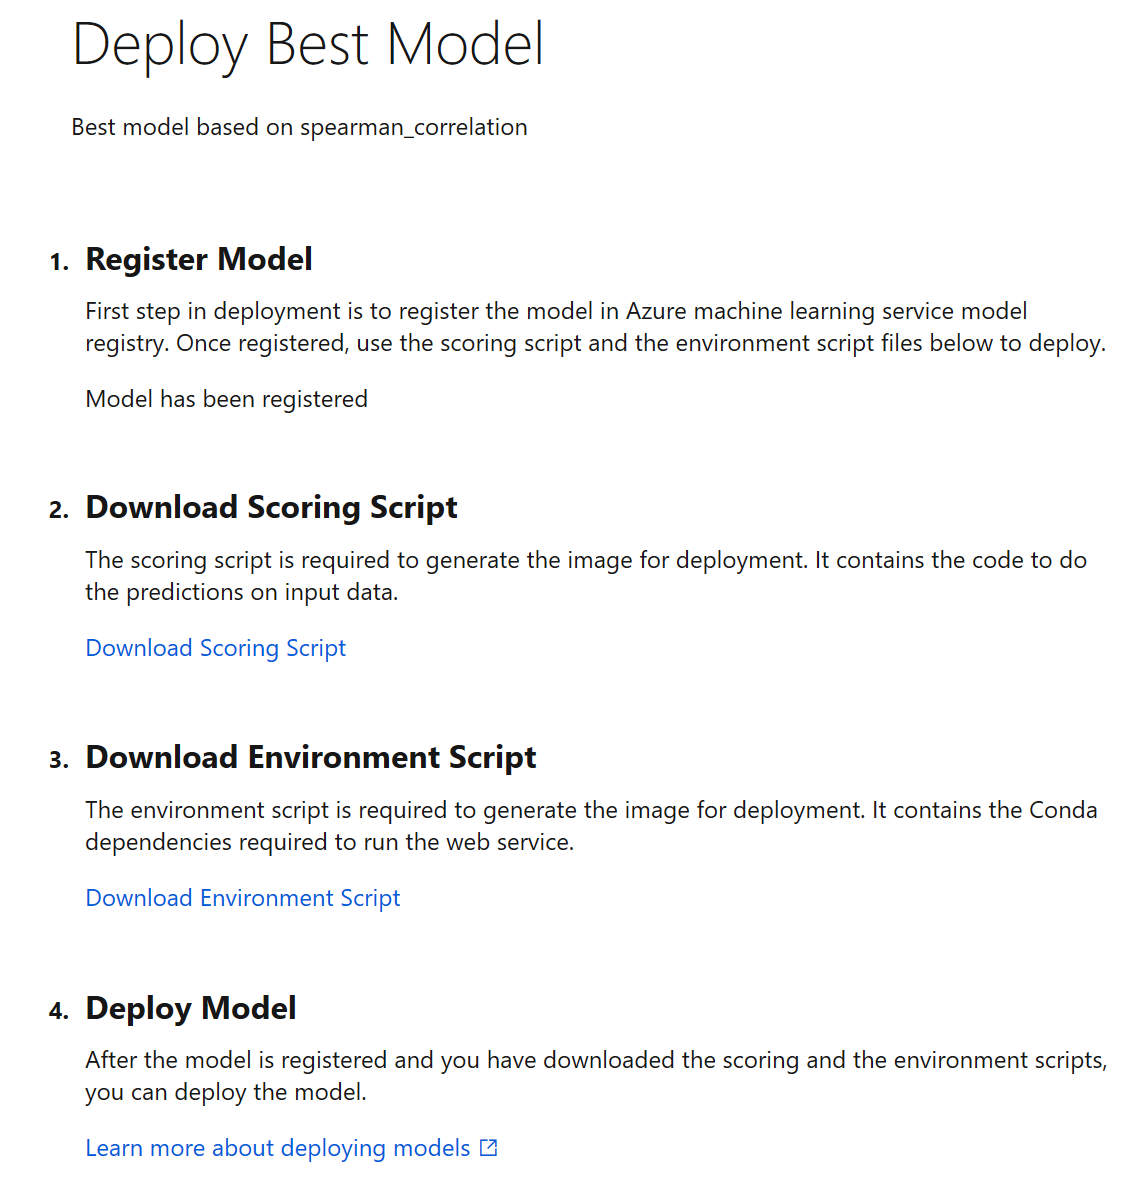 Deploy Best Model
Best model based on spearman_correlation
1. Register Model
First step in deployment is to register the model in Azure machine learning service model
registry. Once registered, use the scoring script and the environment script files below to deploy.
Model has been registered
2. Download Scoring Script
The scoring script is required to generate the image for deployment. It contains the code to do
the predictions on input data.
Download Scoring Script
3. Download Environment Script
The environment script is required to generate the image for deployment. It contains the Conda
dependencies required to run the web service.
Download Environment Script
4. Deploy Model
After the model is registered and you have downloaded the scoring and the environment scripts,
you can deploy the model.
Learn more about deploying models